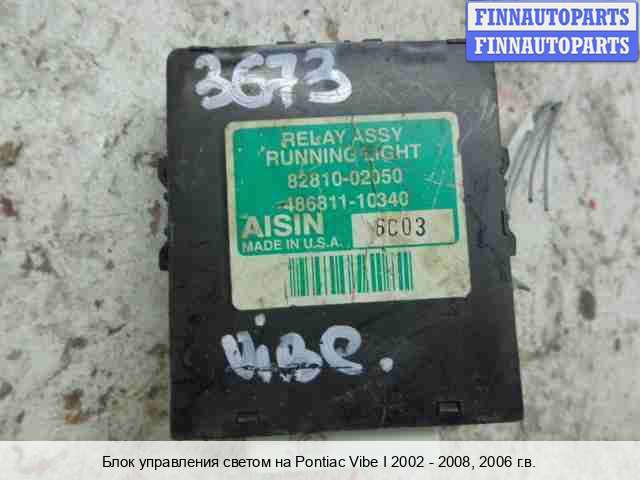 FINNAUTOPARTS
FINNAUTOPARTS
3673
RELAY ASSY
RUNNING LIGHT
82810-02050
486811-10340
AISIN 6C03
MADE IN U.S.A.
ViBe.
Блок управления светом на Pontiac Vibe I 2002 - 2008, 2006 г.в.